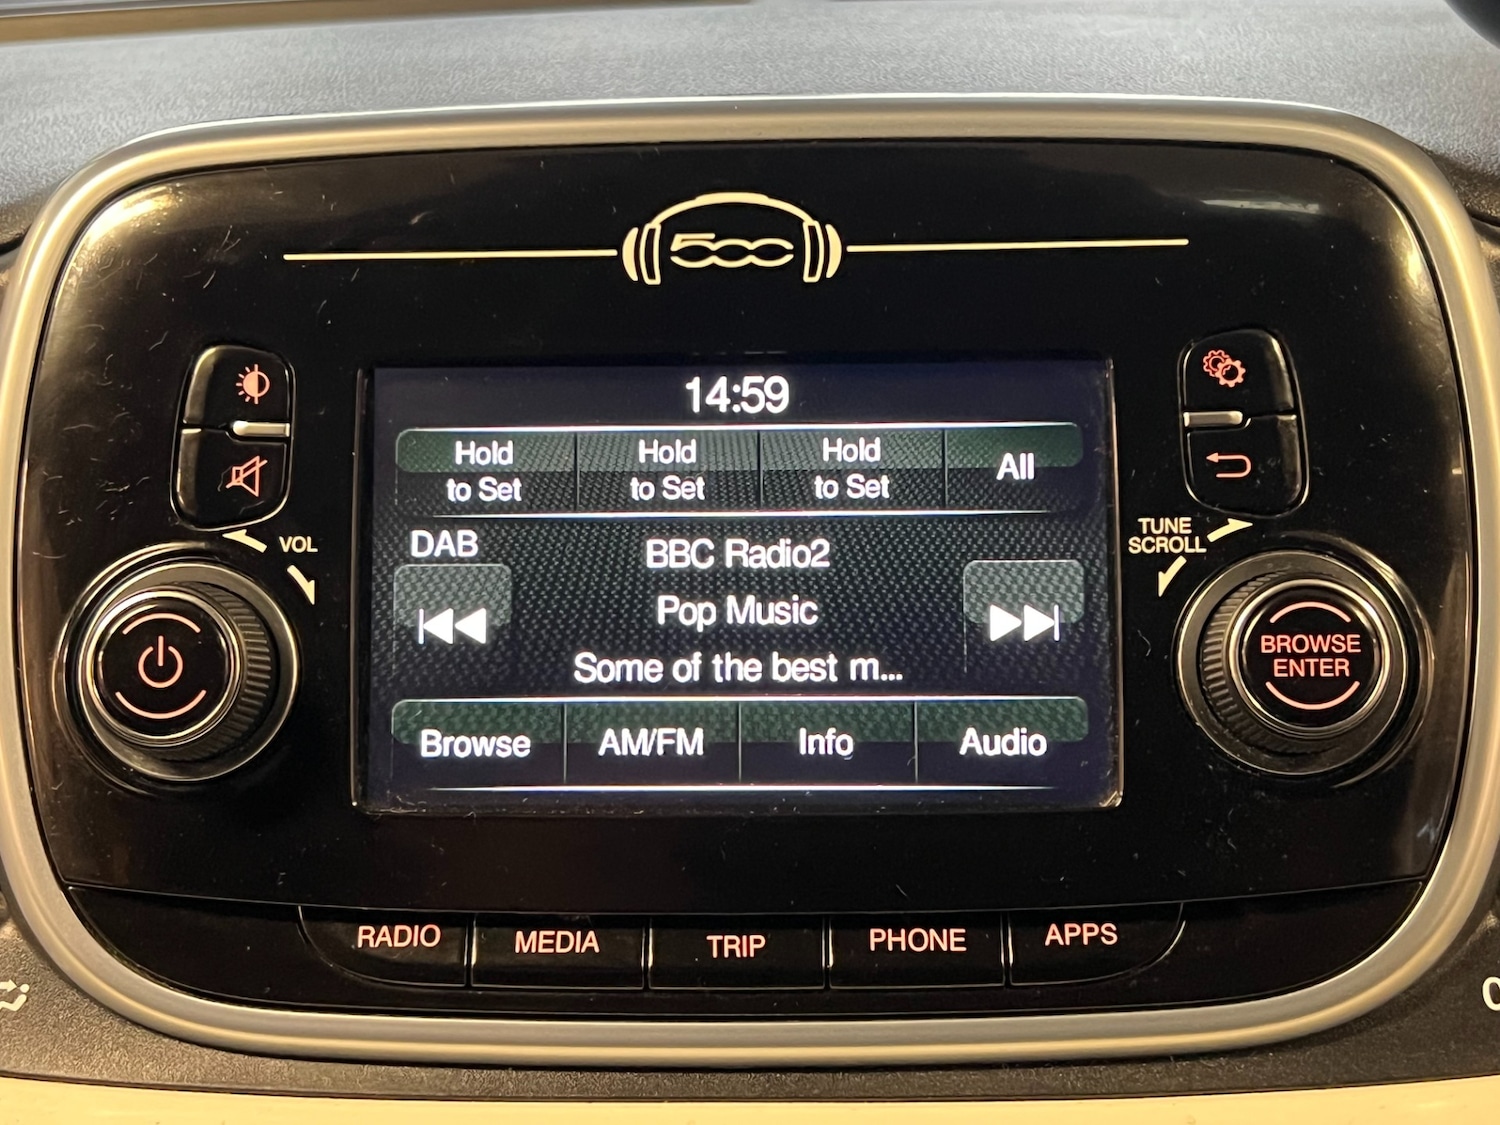 500
14:59
Hold
to Set
Hold
to Set
Hold
to Set
All
VOL
TUNE
SCROLL
DAB
BBC Radio2
Pop Music
Some of the best m...
BROWSE
ENTER
Browse
AM/FM
Info
Audio
RADIO
MEDIA
TRIP
PHONE
APPS